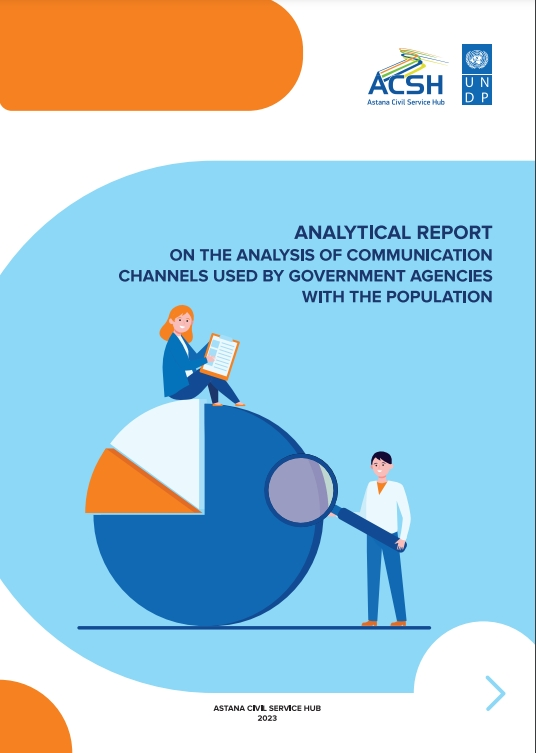 ACSH
Astana Civil Service Hub
U N
D P
ANALYTICAL REPORT
ON THE ANALYSIS OF COMMUNICATION
CHANNELS USED BY GOVERNMENT AGENCIES
WITH THE POPULATION
ASTANA CIVIL SERVICE HUB
2023